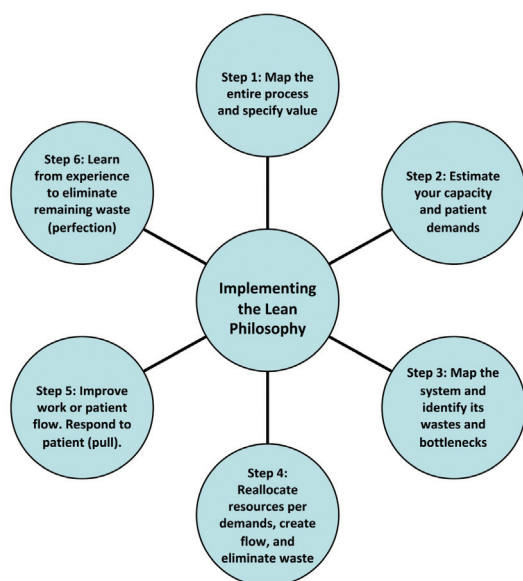 Step 1: Map the
entire process
and specify value
Step 6: Learn
from experience
to eliminate
remaining waste
(perfection)
Step 2: Estimate
your capacity
and patient
demands
Implementing
the Lean
Philosophy
Step 5: Improve
work or patient
flow. Respond to
patient (pull).
Step 3: Map the
system and
identify its
wastes and
bottlenecks
Step 4:
Reallocate
resources per
demands, create
flow, and
eliminate waste